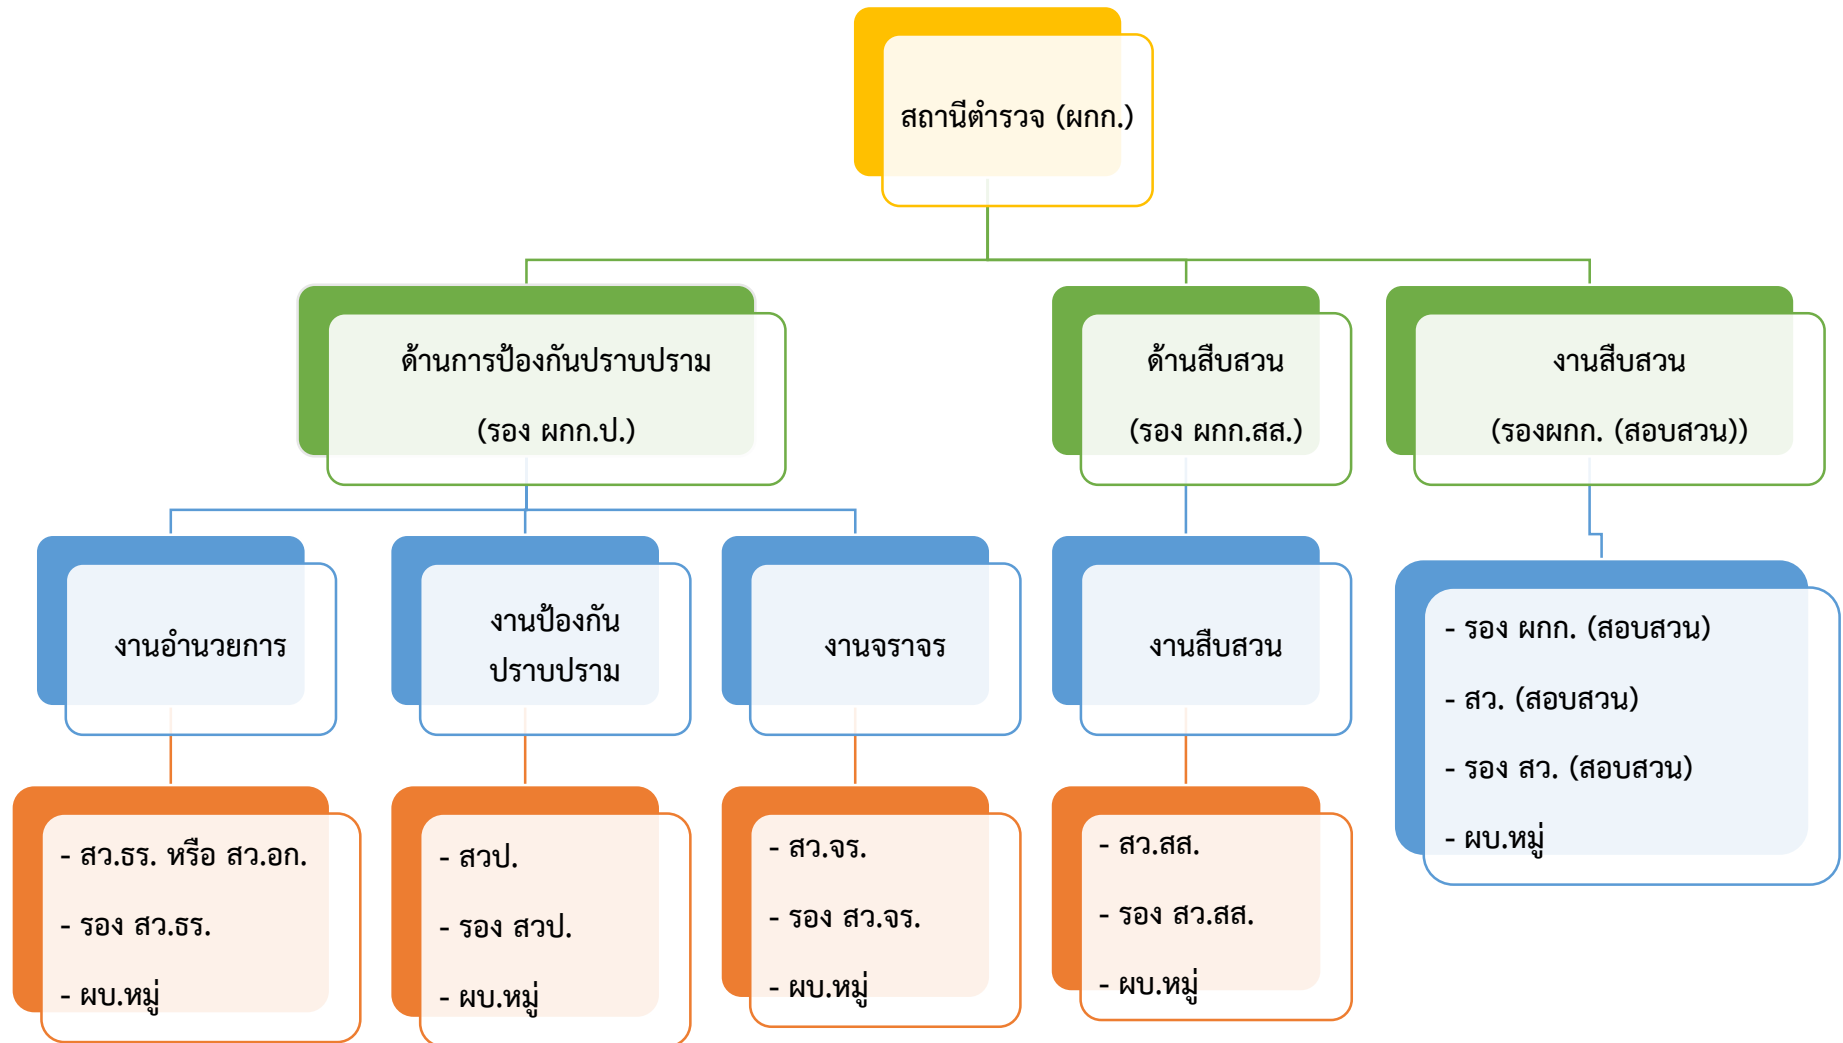 สถานีตำรวจ (ผกก.)
ด้านการป้องกันปราบปราม
(รอง ผกก.ป.)
ด้านสืบสวน
(รอง ผกก.สส.)
งานสืบสวน
(รองผกก. (สอบสวน))
งานอำนวยการ
งานป้องกัน
ปราบปราม
งานจราจร
งานสืบสวน
- รอง ผกก. (สอบสวน)
- สว. (สอบสวน)
- รอง สว. (สอบสวน)
- ผบ.หมู่
- สว.ธร. หรือ สว.อก.
- รอง สว.ธร.
- ผบ.หมู่
- สวป.
- รอง สวป.
- ผบ.หมู่
- สว.จร.
- รอง สว.จร.
- ผบ.หมู่
- สว.สส.
- รอง สว.สส.
- ผบ.หมู่